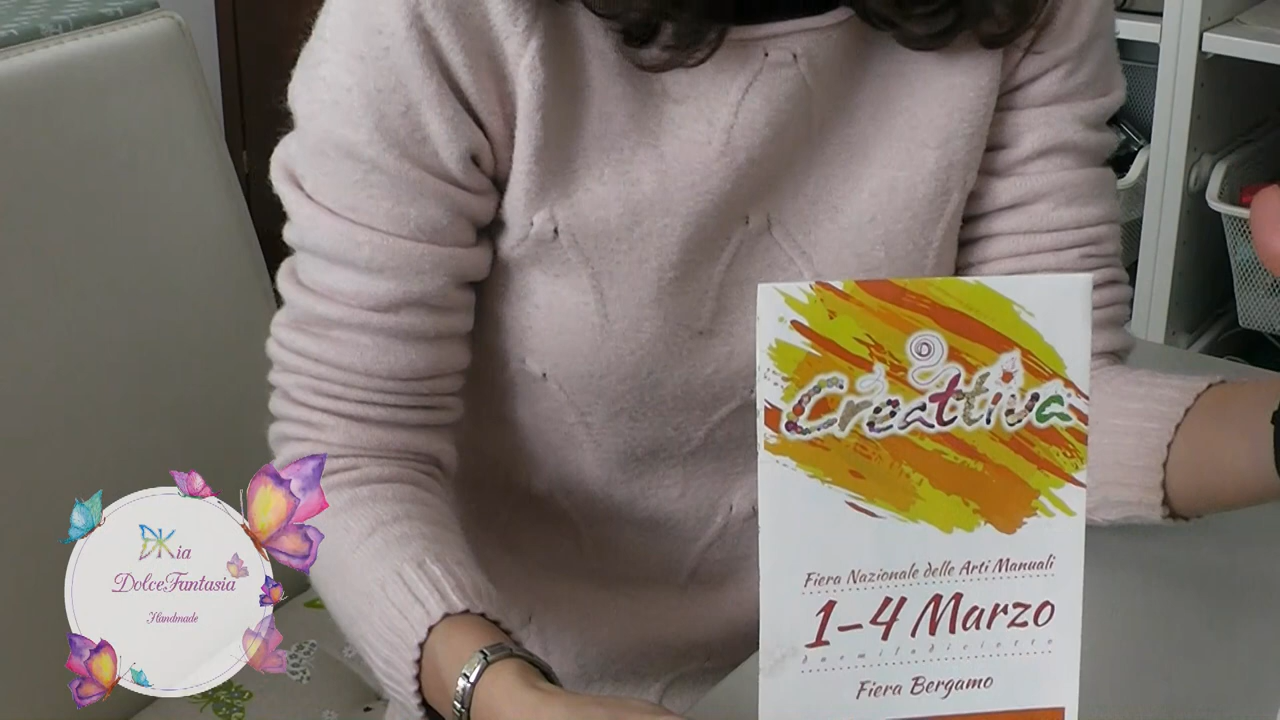 Creattiva
Fiera Nazionale delle Arti Manuali
1-4 Marzo
duemiladiciotto
Fiera Bergamo
Kia
DolceFantasia
Handmade